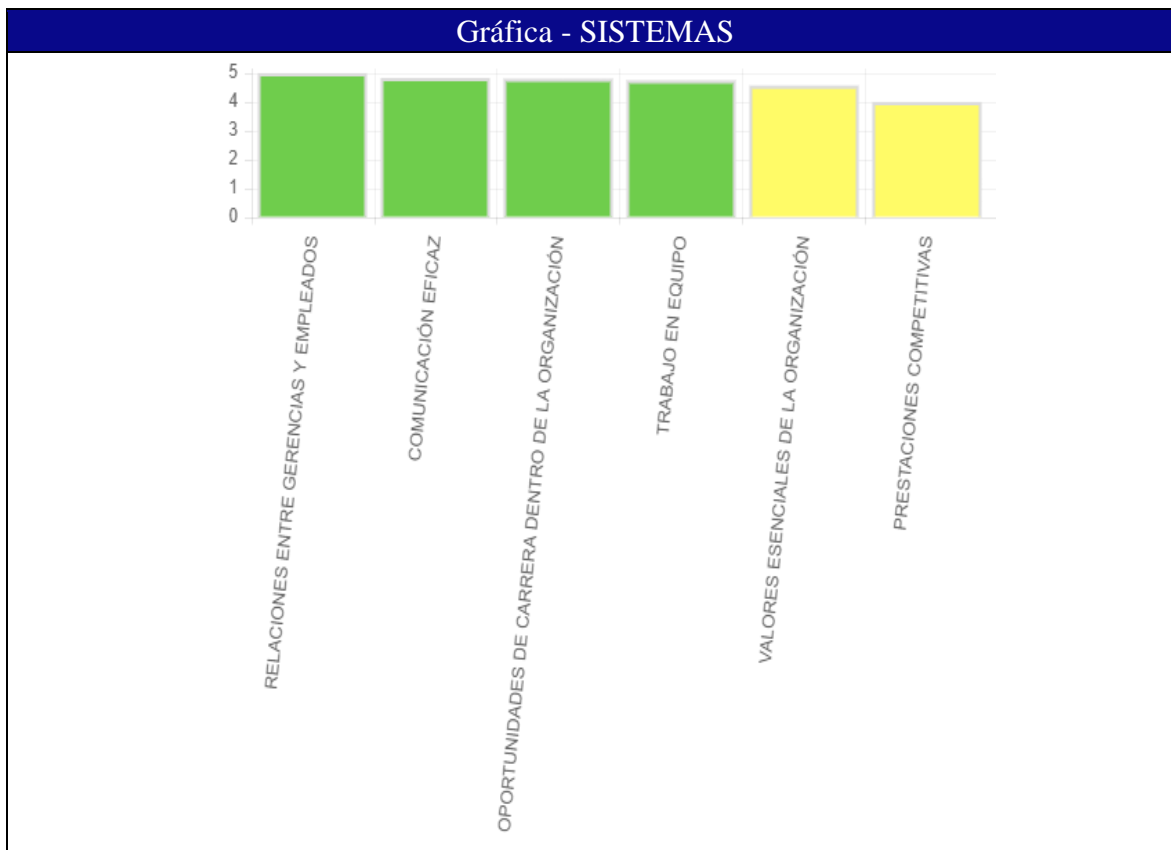 Gráfica - SISTEMAS
5
4
3
2
1
0
RELACIONES ENTRE GERENCIAS Y EMPLEADOS
COMUNICACIÓN EFICAZ
OPORTUNIDADES DE CARRERA DENTRO DE LA ORGANIZACIÓN
TRABAJO EN EQUIPO
VALORES ESENCIALES DE LA ORGANIZACIÓN
PRESTACIONES COMPETITIVAS